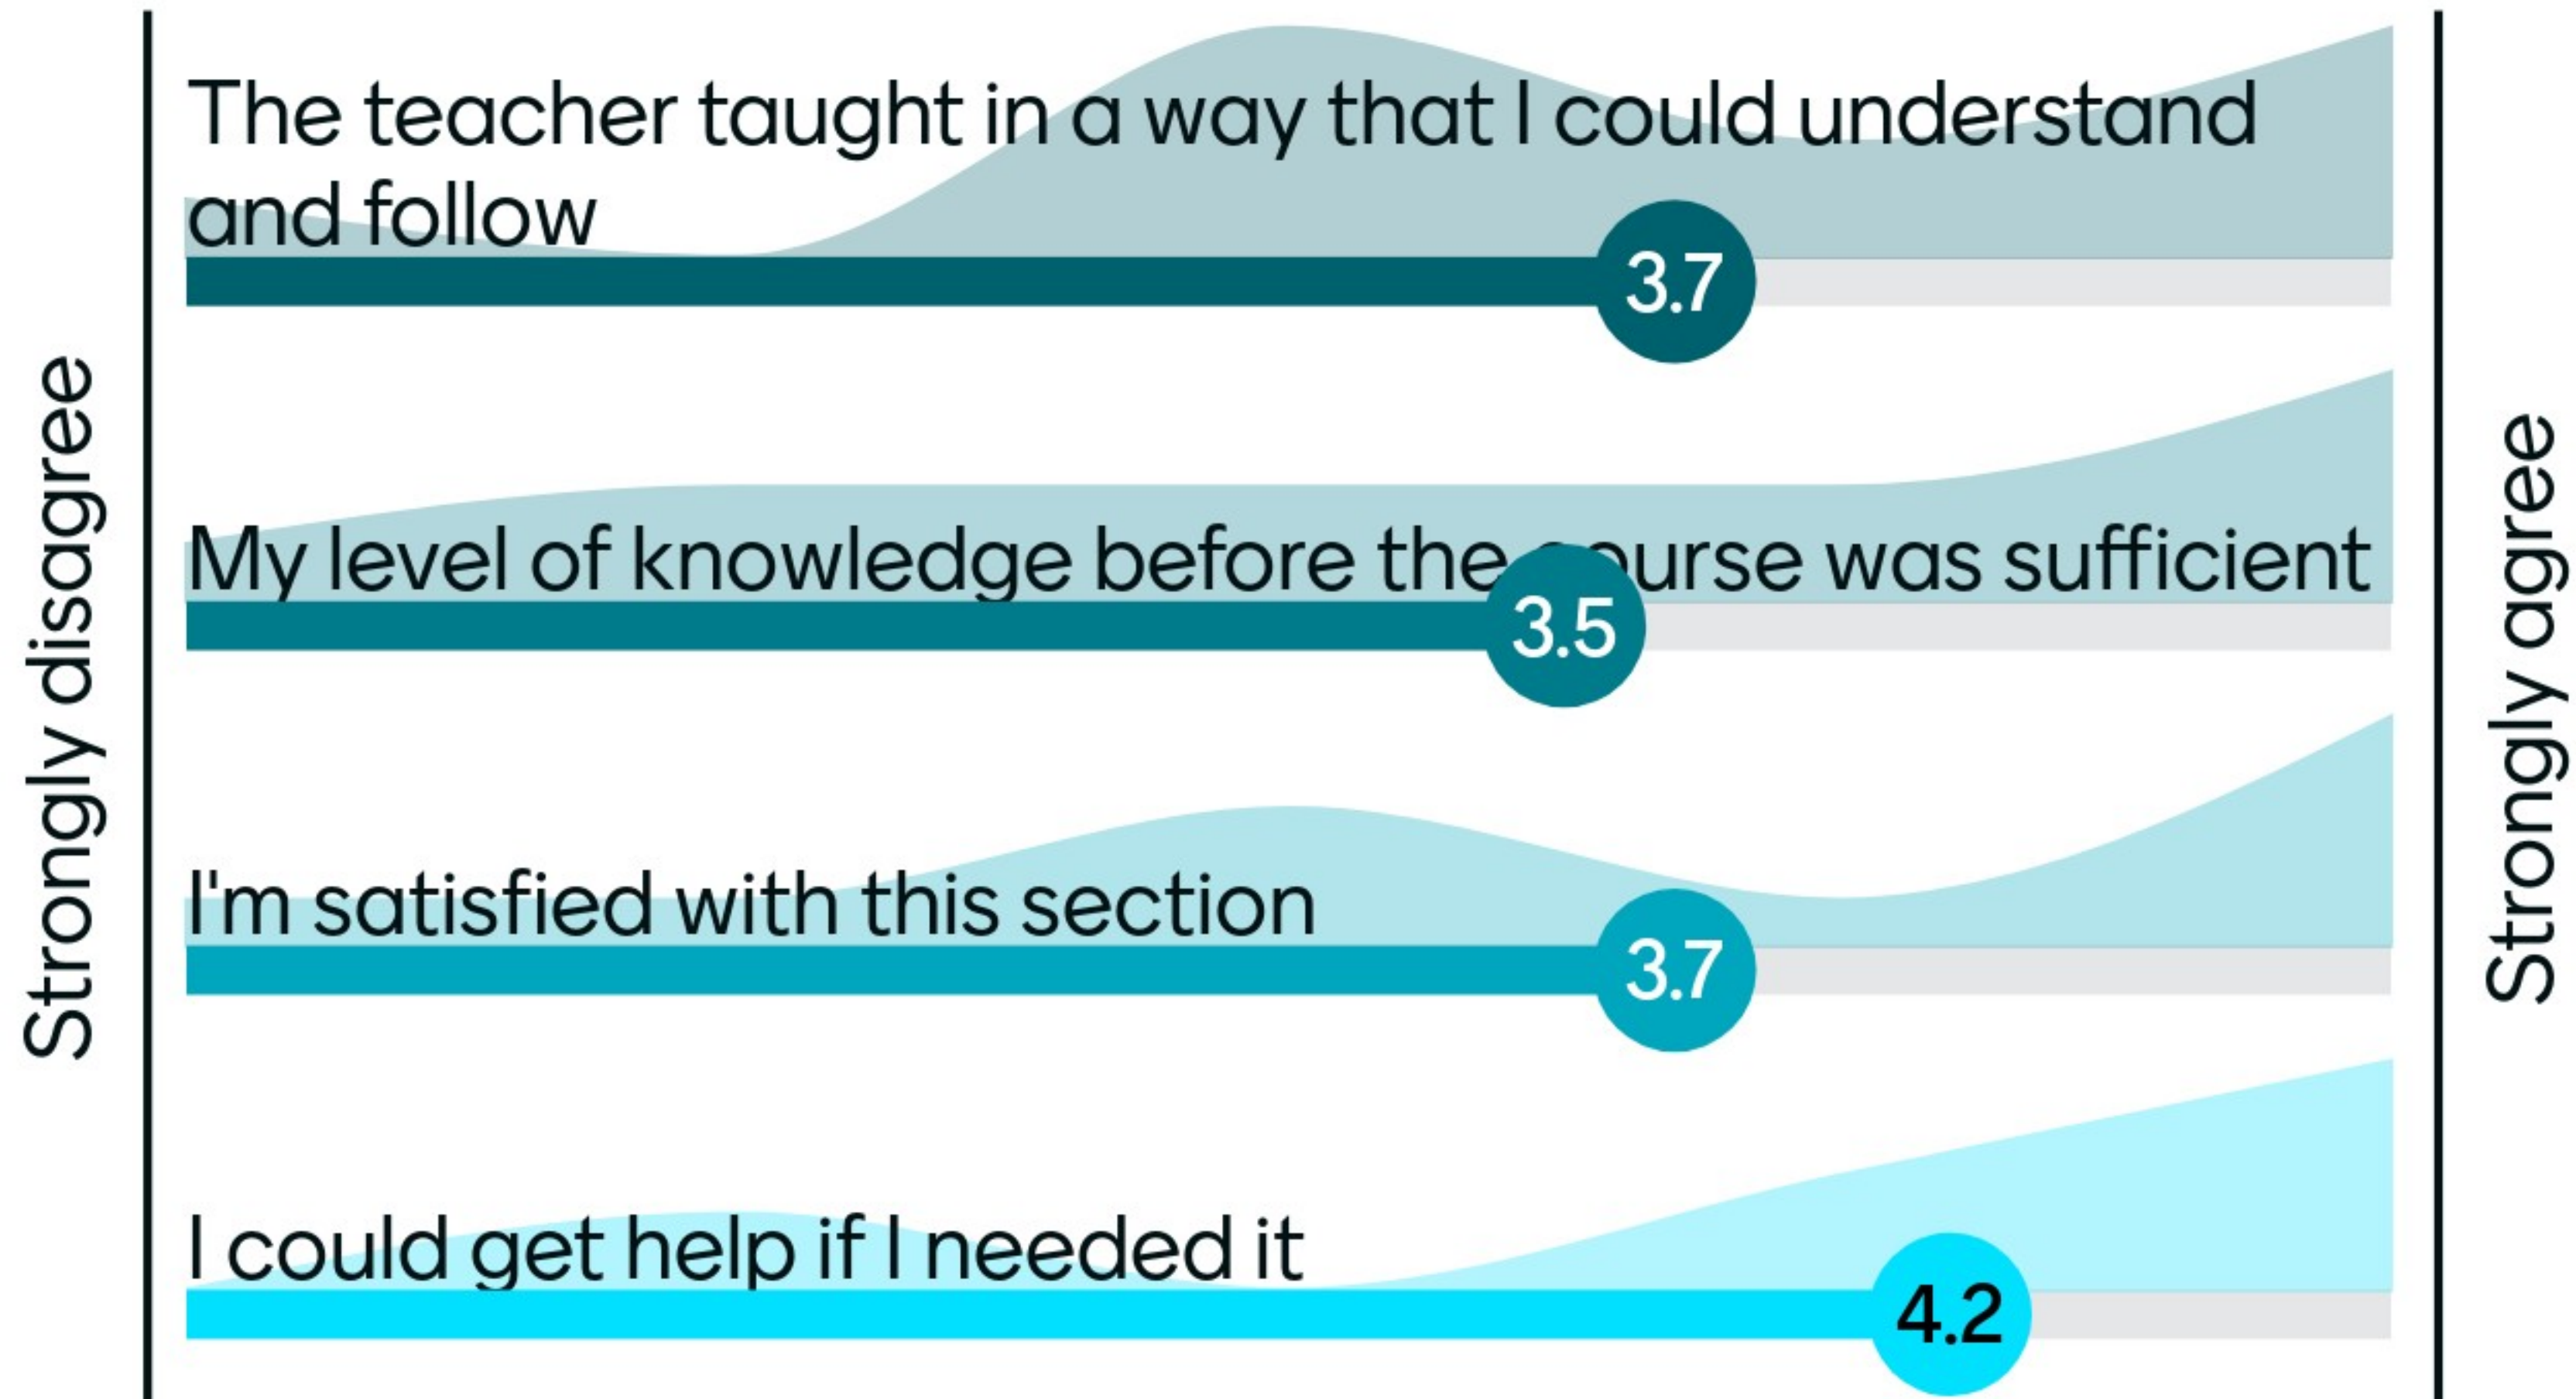 Strongly disagree
The teacher taught in a way that I could understand
and follow
3.7
My level of knowledge before the course was sufficient
3.5
I'm satisfied with this section
3.7
I could get help if I needed it
4.2
Strongly agree